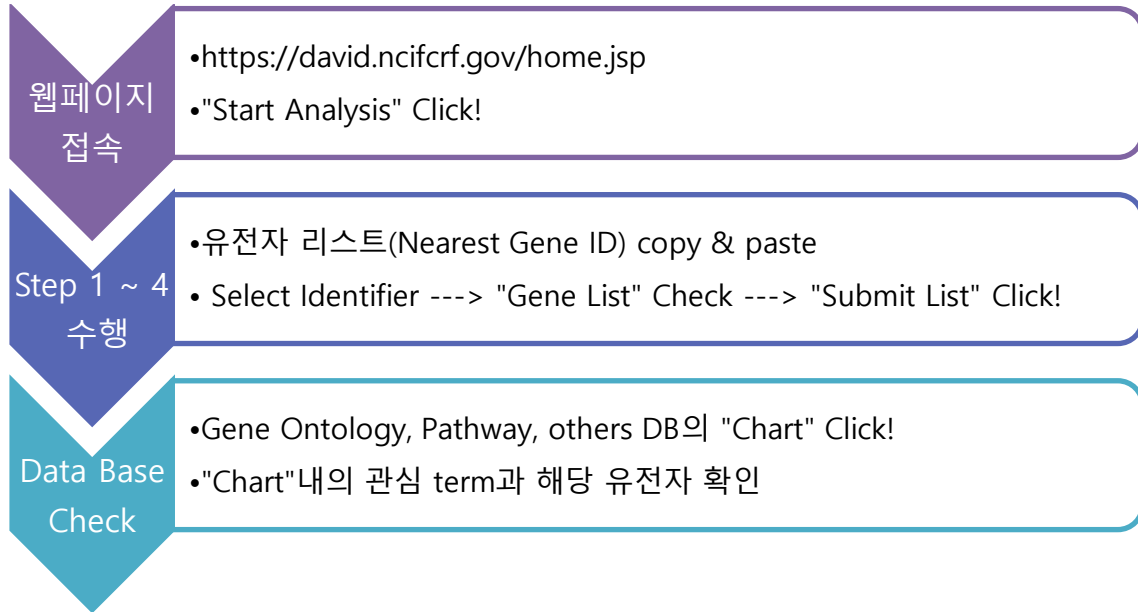 웹페이지
접속
•https://david.ncifcrf.gov/home.jsp
•"Start Analysis" Click!
Step 1 ~ 4
수행
•유전자 리스트(Nearest Gene ID) copy & paste
• Select Identifier ---> "Gene List" Check ---> "Submit List" Click!
Data Base
Check
•Gene Ontology, Pathway, others DB의 "Chart" Click!
•"Chart"내의 관심 term과 해당 유전자 확인